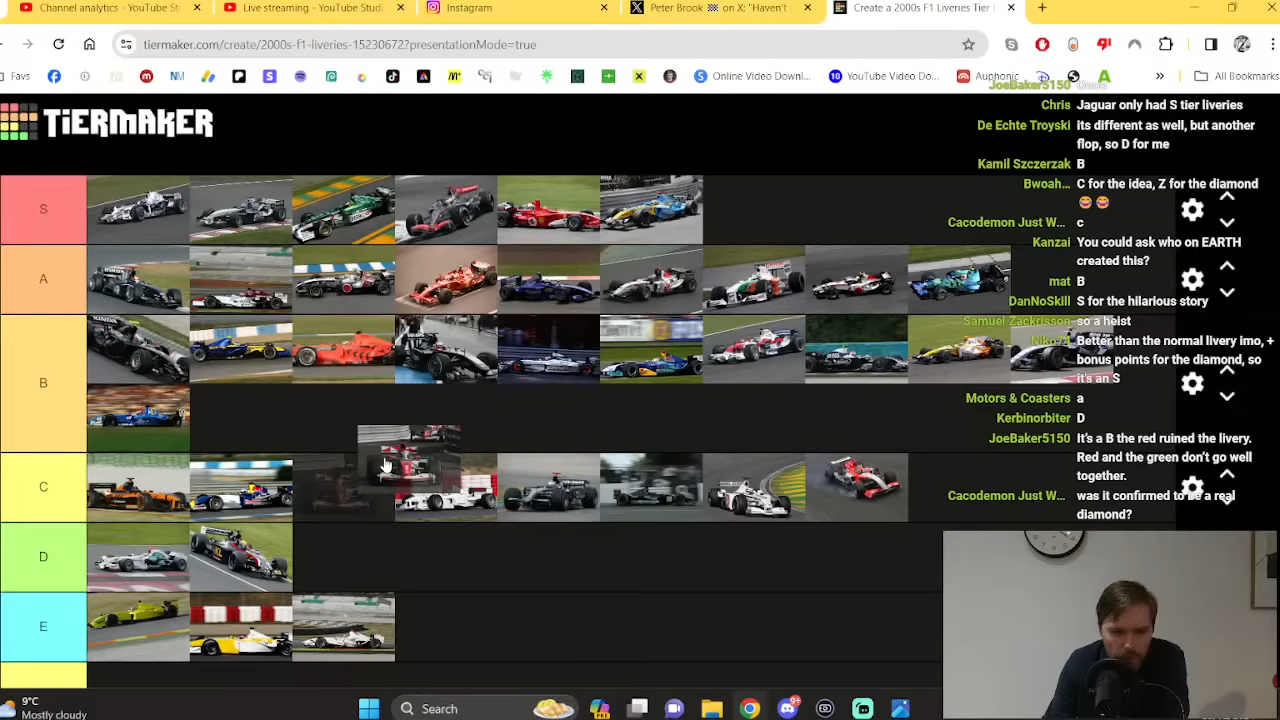 Channel analytics - YouTube St
Live streaming - YouTube Studi
Instagram
Peter Brook 🏁 on X: "Haven't l
Create a 2000s F1 Liveries Tier
tiermaker.com/create/2000s-f1-liveries-15230672?presentationMode=true
Favs
Online Video Downl...
YouTube Video Do...
Auphonic
All Bookmarks
JoeBaker5150
TiERMAKER
Chris Jaguar only had S tier liveries
De Echte Troyski its different as well, but another
flop, so D for me
Kamil Szczerzak B
Bwoah... C for the idea, Z for the diamond
😂 😂
Cacodemon Just W... c
Kanzai You could ask who on EARTH
created this?
mat B
DanNoSkill S for the hilarious story
Samuel Zackrisson so a heist
Niko74 Better than the normal livery imo, +
bonus points for the diamond, so
it's an S
Motors & Coasters a
Kerbinorbiter D
JoeBaker5150 It's a B the red ruined the livery.
Red and the green don't go well
together.
Cacodemon Just W... was it confirmed to be a real
diamond?
S
A
B
C
D
E
9°C
Mostly cloudy
Search